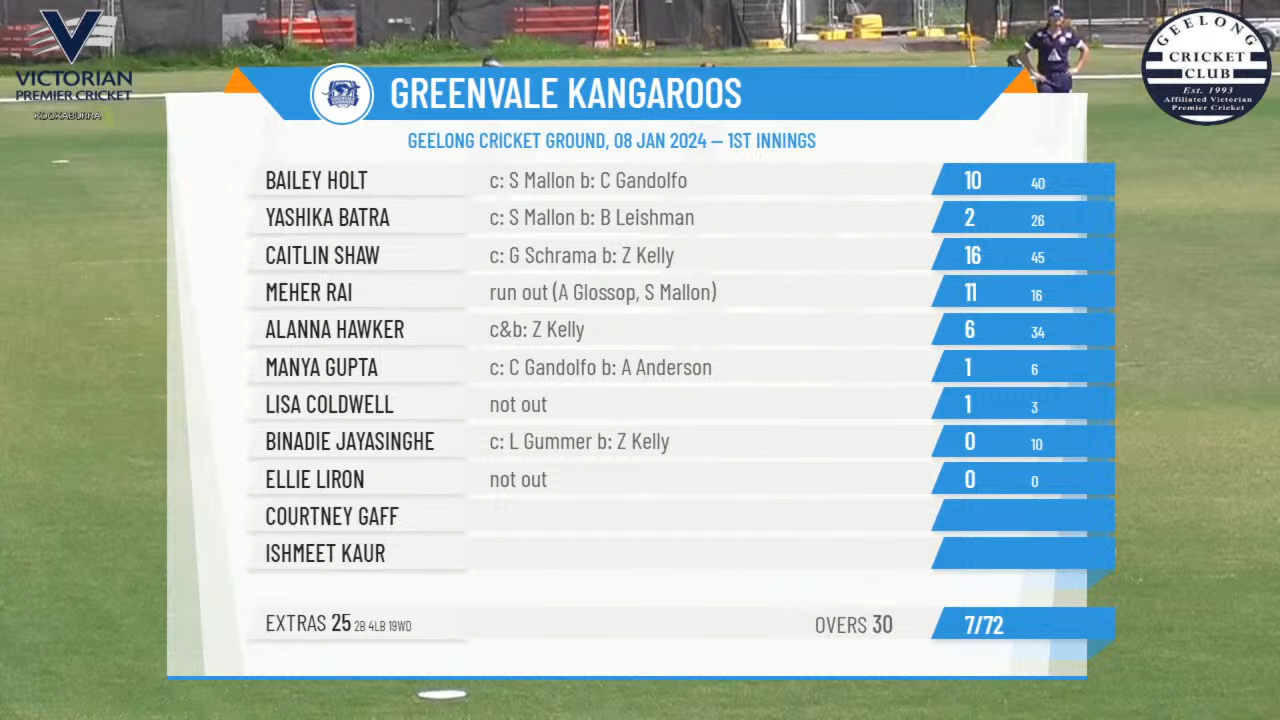 VICTORIAN
PREMIER CRICKET
KOOKABURRA
GEELONG
CRICKET
CLUB
Est. 1993
Affiliated Victorian
Premier Cricket
GREENVALE KANGAROOS
GEELONG CRICKET GROUND, 08 JAN 2024 – 1ST INNINGS
BAILEY HOLT c: S Mallon b: C Gandolfo 10 40
YASHIKA BATRA c: S Mallon b: B Leishman 2 26
CAITLIN SHAW c: G Schrama b: Z Kelly 16 45
MEHER RAI run out (A Glossop, S Mallon) 11 16
ALANNA HAWKER c&b: Z Kelly 6 34
MANYA GUPTA c: C Gandolfo b: A Anderson 1 6
LISA COLDWELL not out 1 3
BINADIE JAYASINGHE c: L Gummer b: Z Kelly 0 10
ELLIE LIRON not out 0 0
COURTNEY GAFF
ISHMEET KAUR
EXTRAS 25 2B 4LB 19WD OVERS 30 7/72